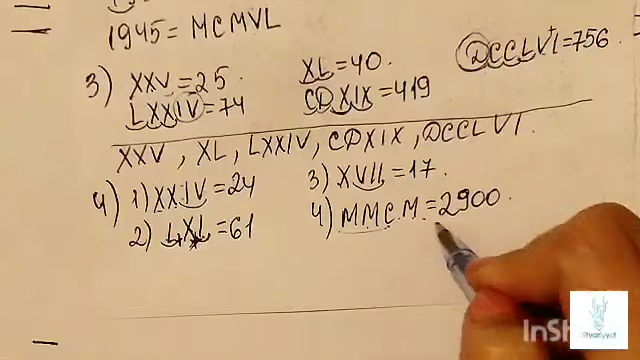 1945 = MCMVL
3) XXV = 25.
XL = 40.
DCCLVI = 756
LXXIV = 74
CDXIX = 419
XXV, XL, LXXIV, CDXIX, DCCLVI.
4) 1) XXIV = 24
3) XVII = 17.
2) LXI = 61
4) MMCM = 2900.
InSh